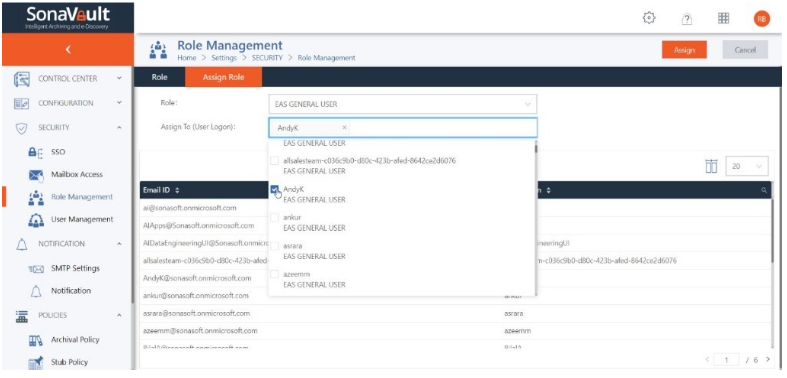 SonaVault
Intelligent Archiving and e-Discovery
?
RB
Role Management
Home > Settings > SECURITY > Role Management
Assign
Cancel
CONTROL CENTER
CONFIGURATION
SECURITY
SSO
Mailbox Access
Role Management
User Management
NOTIFICATION
SMTP Settings
Notification
POLICIES
Archival Policy
Stub Policy
Role
Assign Role
Role:
EAS GENERAL USER
Assign To (User Logon):
AndyK ×
EAS GENERAL USER
allsalesteam-c036c9b0-d80c-423b-afed-8642ce2d6076
EAS GENERAL USER
AndyK
EAS GENERAL USER
ankur
EAS GENERAL USER
asrara
EAS GENERAL USER
azeemm
EAS GENERAL USER
20
Email ID
ai@sonasoft.onmicrosoft.com
AIApps@Sonasoft.onmicrosoft.com
AIDataEngineeringUI@Sonasoft.onmicro
ineeringUI
allsalesteam-c036c9b0-d80c-423b-afed
m-c036c9b0-d80c-423b-afed-8642ce2d6076
AndyK@sonasoft.onmicrosoft.com
ankur@sonasoft.onmicrosoft.com
ankur
asrara@sonasoft.onmicrosoft.com
asrara
azeemm@sonasoft.onmicrosoft.com
azeemm
< 1 / 6 >